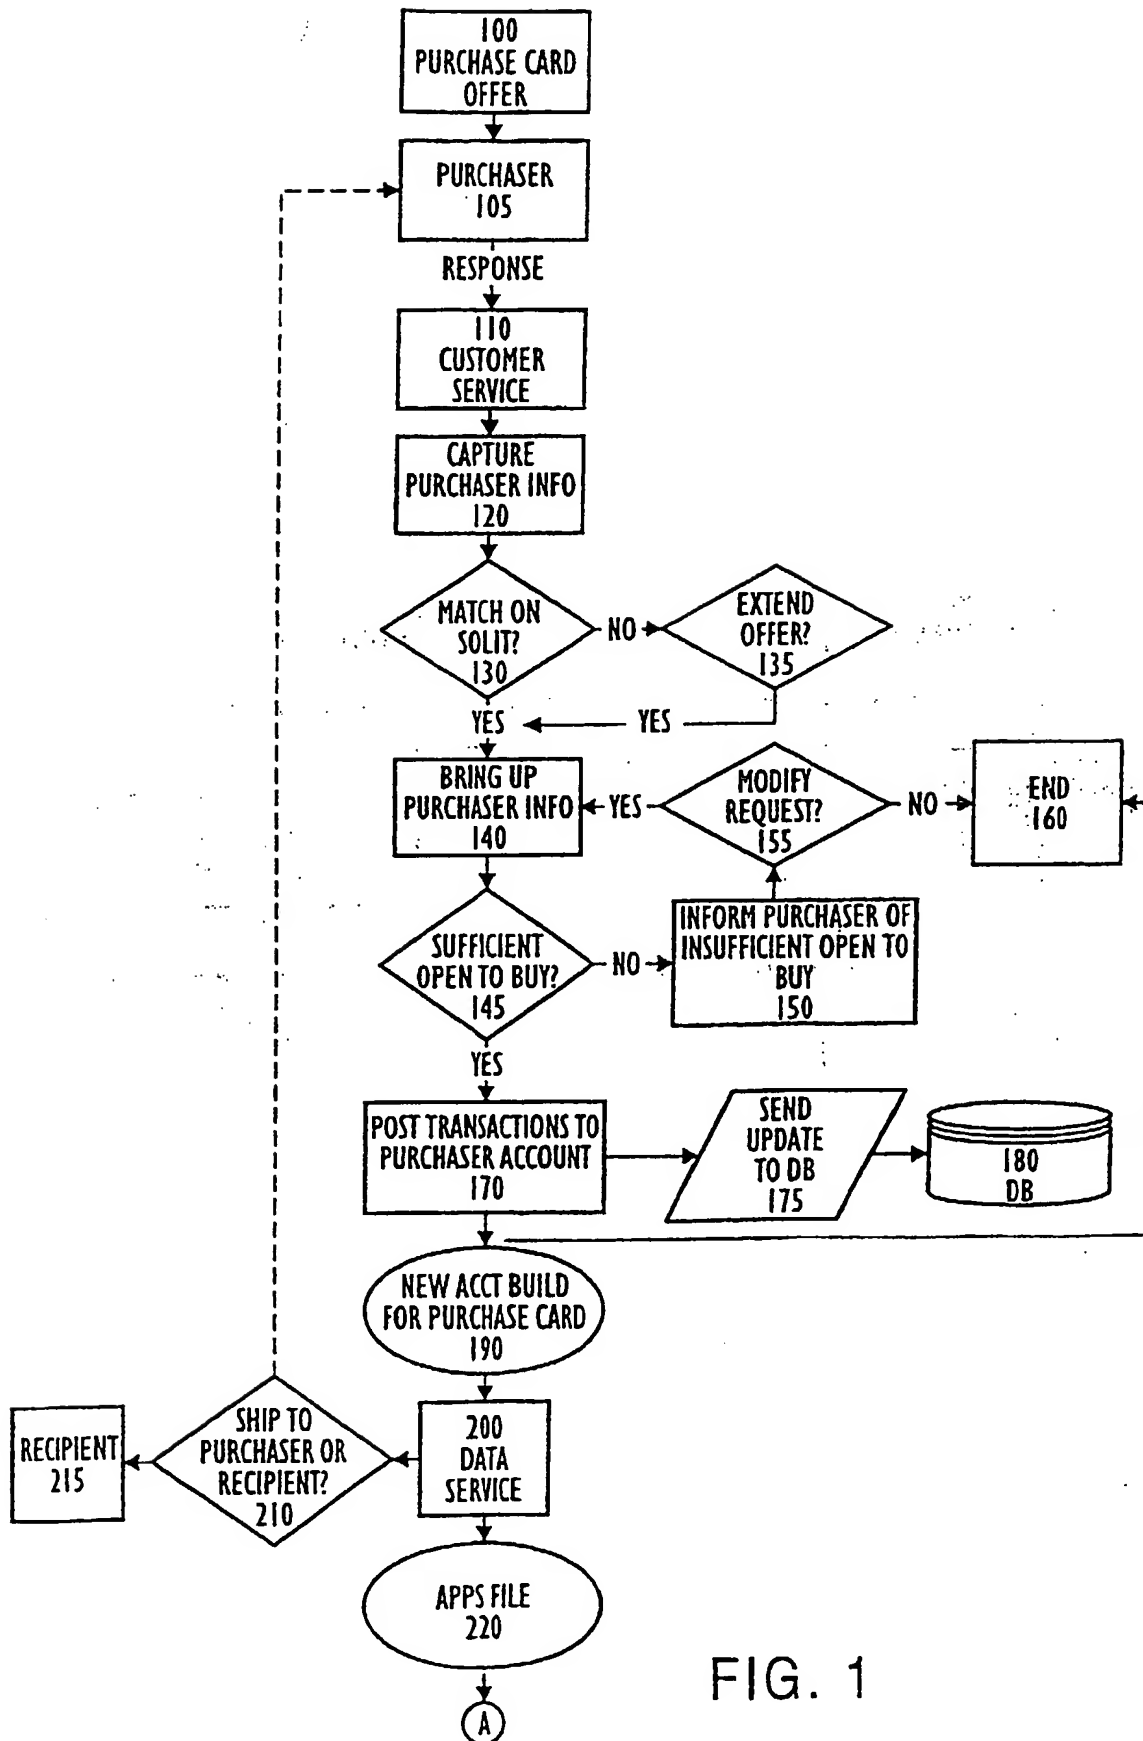 100
PURCHASE CARD
OFFER
PURCHASER
105
RESPONSE
110
CUSTOMER
SERVICE
CAPTURE
PURCHASER INFO
120
MATCH ON
SOLIT?
130
NO
EXTEND
OFFER?
135
YES
YES
BRING UP
PURCHASER INFO
140
YES
MODIFY
REQUEST?
155
NO
END
160
SUFFICIENT
OPEN TO BUY?
145
NO
INFORM PURCHASER OF
INSUFFICIENT OPEN TO
BUY
150
YES
POST TRANSACTIONS TO
PURCHASER ACCOUNT
170
SEND
UPDATE
TO DB
175
180
DB
NEW ACCT BUILD
FOR PURCHASE CARD
190
RECIPIENT
215
SHIP TO
PURCHASER OR
RECIPIENT?
210
200
DATA
SERVICE
APPS FILE
220
A
FIG. 1